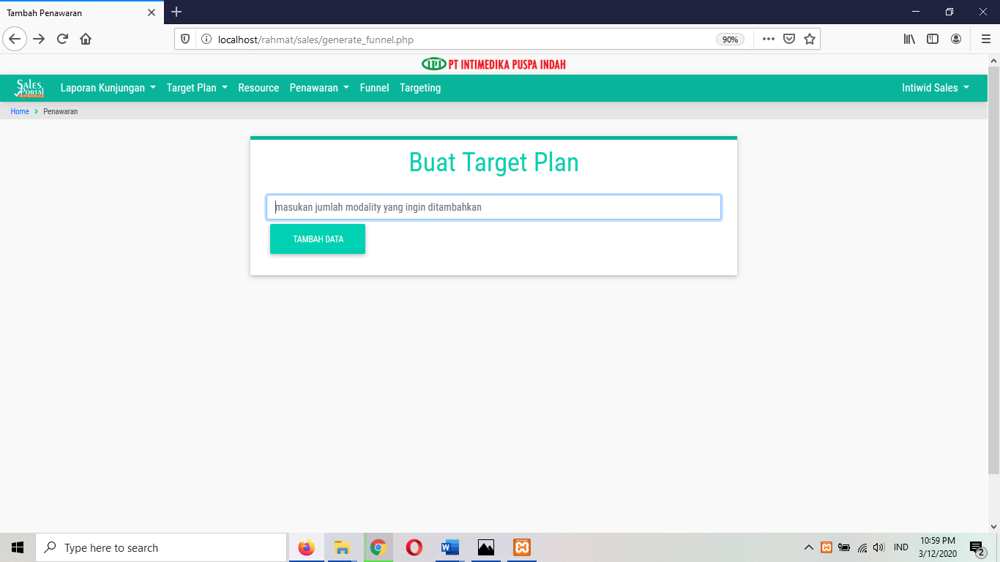 Tambah Penawaran
localhost/rahmat/sales/generate_funnel.php
90%
IPI PT INTIMEDIKA PUSPA INDAH
SALES PORTAL INTIMEDIKA
Laporan Kunjungan Target Plan Resource Penawaran Funnel Targeting Intiwid Sales
Home > Penawaran
Buat Target Plan
masukan jumlah modality yang ingin ditambahkan
TAMBAH DATA
Type here to search
IND
10:59 PM
3/12/2020
2